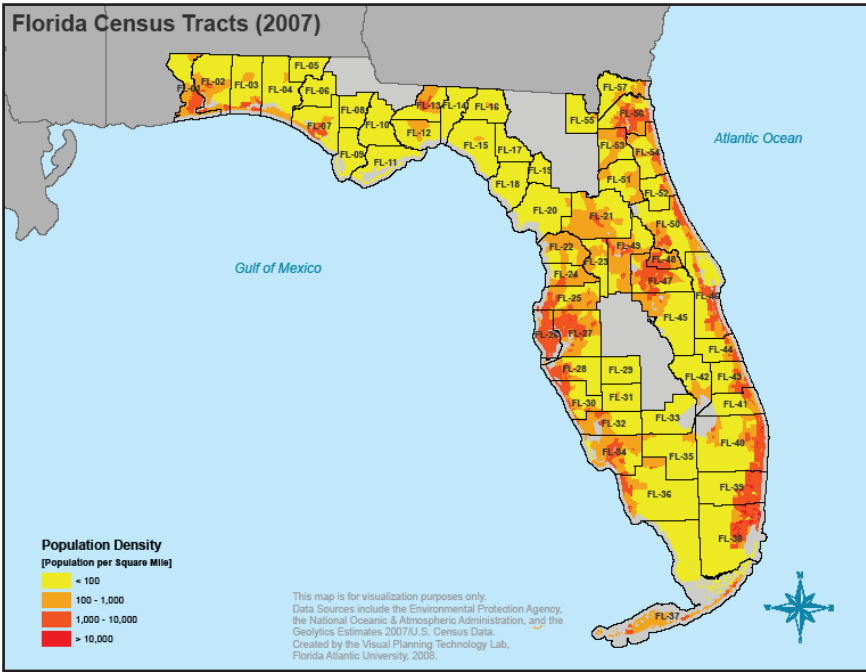 Florida Census Tracts (2007)
FL-05
FL-01
FL-02
FL-03
FL-04
FL-06
FL-07
FL-08
FL-10
FL-09
FL-11
FL-13
FL-14
FL-16
FL-12
FL-15
FL-17
FL-18
FL-19
FL-20
FL-55
FL-57
FL-56
FL-53
FL-54
FL-51
FL-52
FL-21
FL-50
FL-22
FL-23
FL-49
FL-24
FL-48
FL-47
FL-25
FL-46
FL-45
FL-26
FL-27
FL-44
FL-28
FL-29
FL-42
FL-43
FL-30
FL-31
FL-41
FL-32
FL-33
FL-40
FL-34
FL-35
FL-36
FL-39
FL-38
FL-37
Atlantic Ocean
Gulf of Mexico
Population Density
[Population per Square Mile]
< 100
100 - 1,000
1,000 - 10,000
> 10,000
This map is for visualization purposes only.
Data Sources include the Environmental Protection Agency,
the National Oceanic & Atmospheric Administration, and the
Geolytics Estimates 2007/U.S. Census Data.
Created by the Visual Planning Technology Lab,
Florida Atlantic University, 2008.